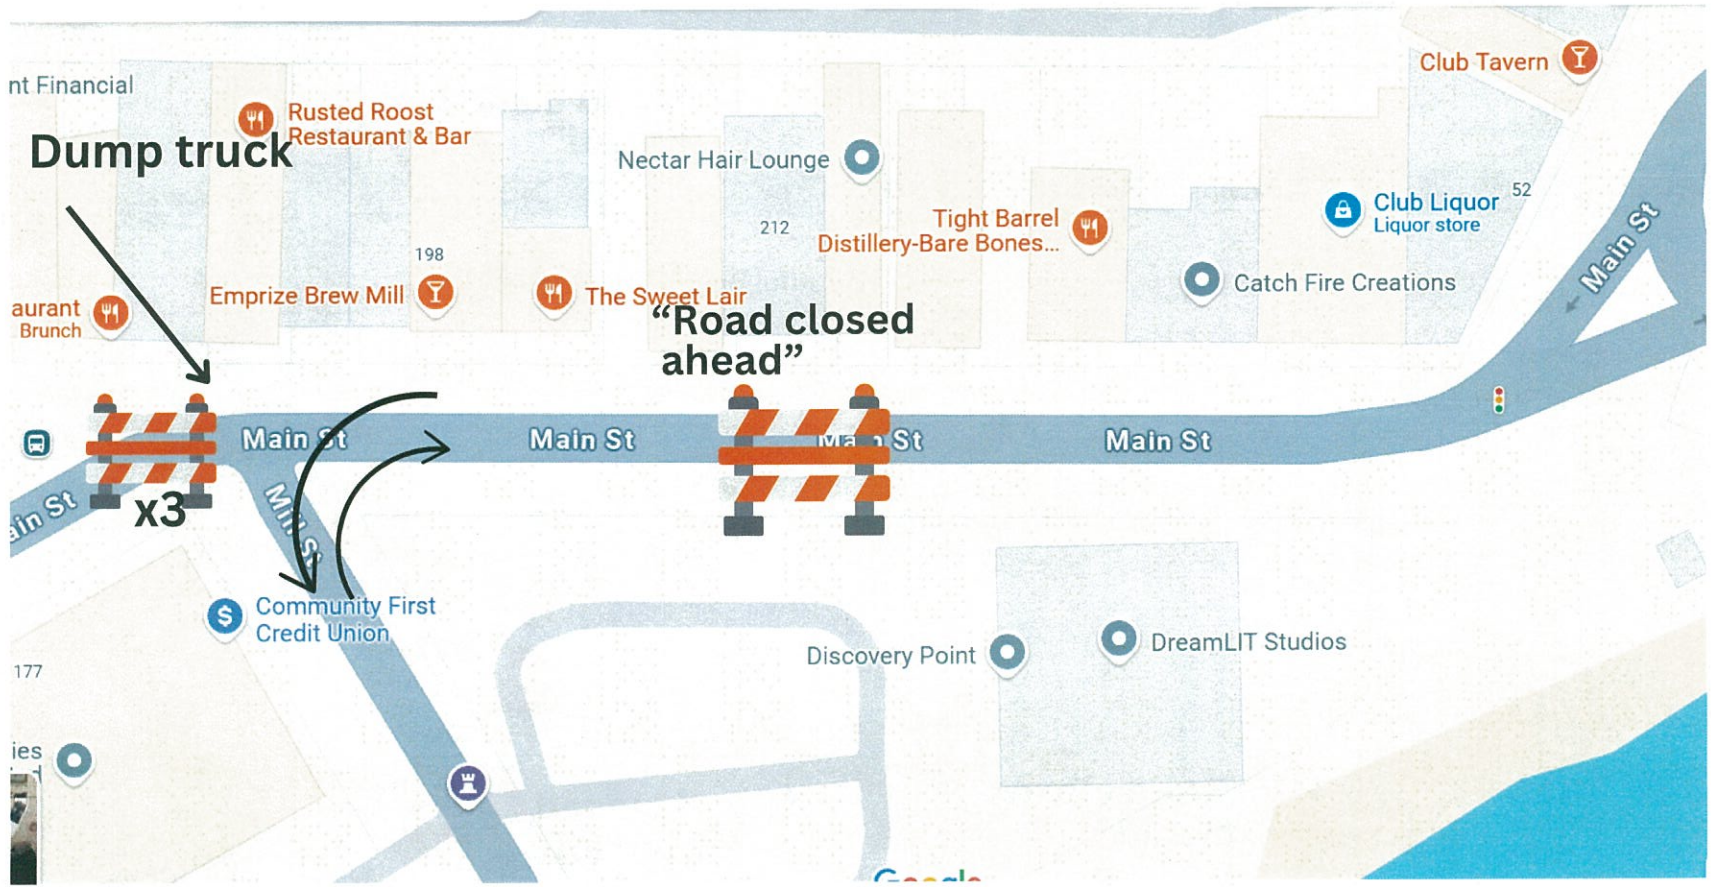 nt Financial
Rusted Roost
Restaurant & Bar
Dump truck
Club Tavern
Nectar Hair Lounge
212
Tight Barrel
Distillery-Bare Bones...
Club Liquor
Liquor store
52
Main St
198
Emprize Brew Mill
The Sweet Lair
Catch Fire Creations
aurant
Brunch
“Road closed
ahead”
Main St
Main St
Main St
Main St
ain St
x3
Mill St
Community First
Credit Union
Discovery Point
DreamLIT Studios
177
ies
Google